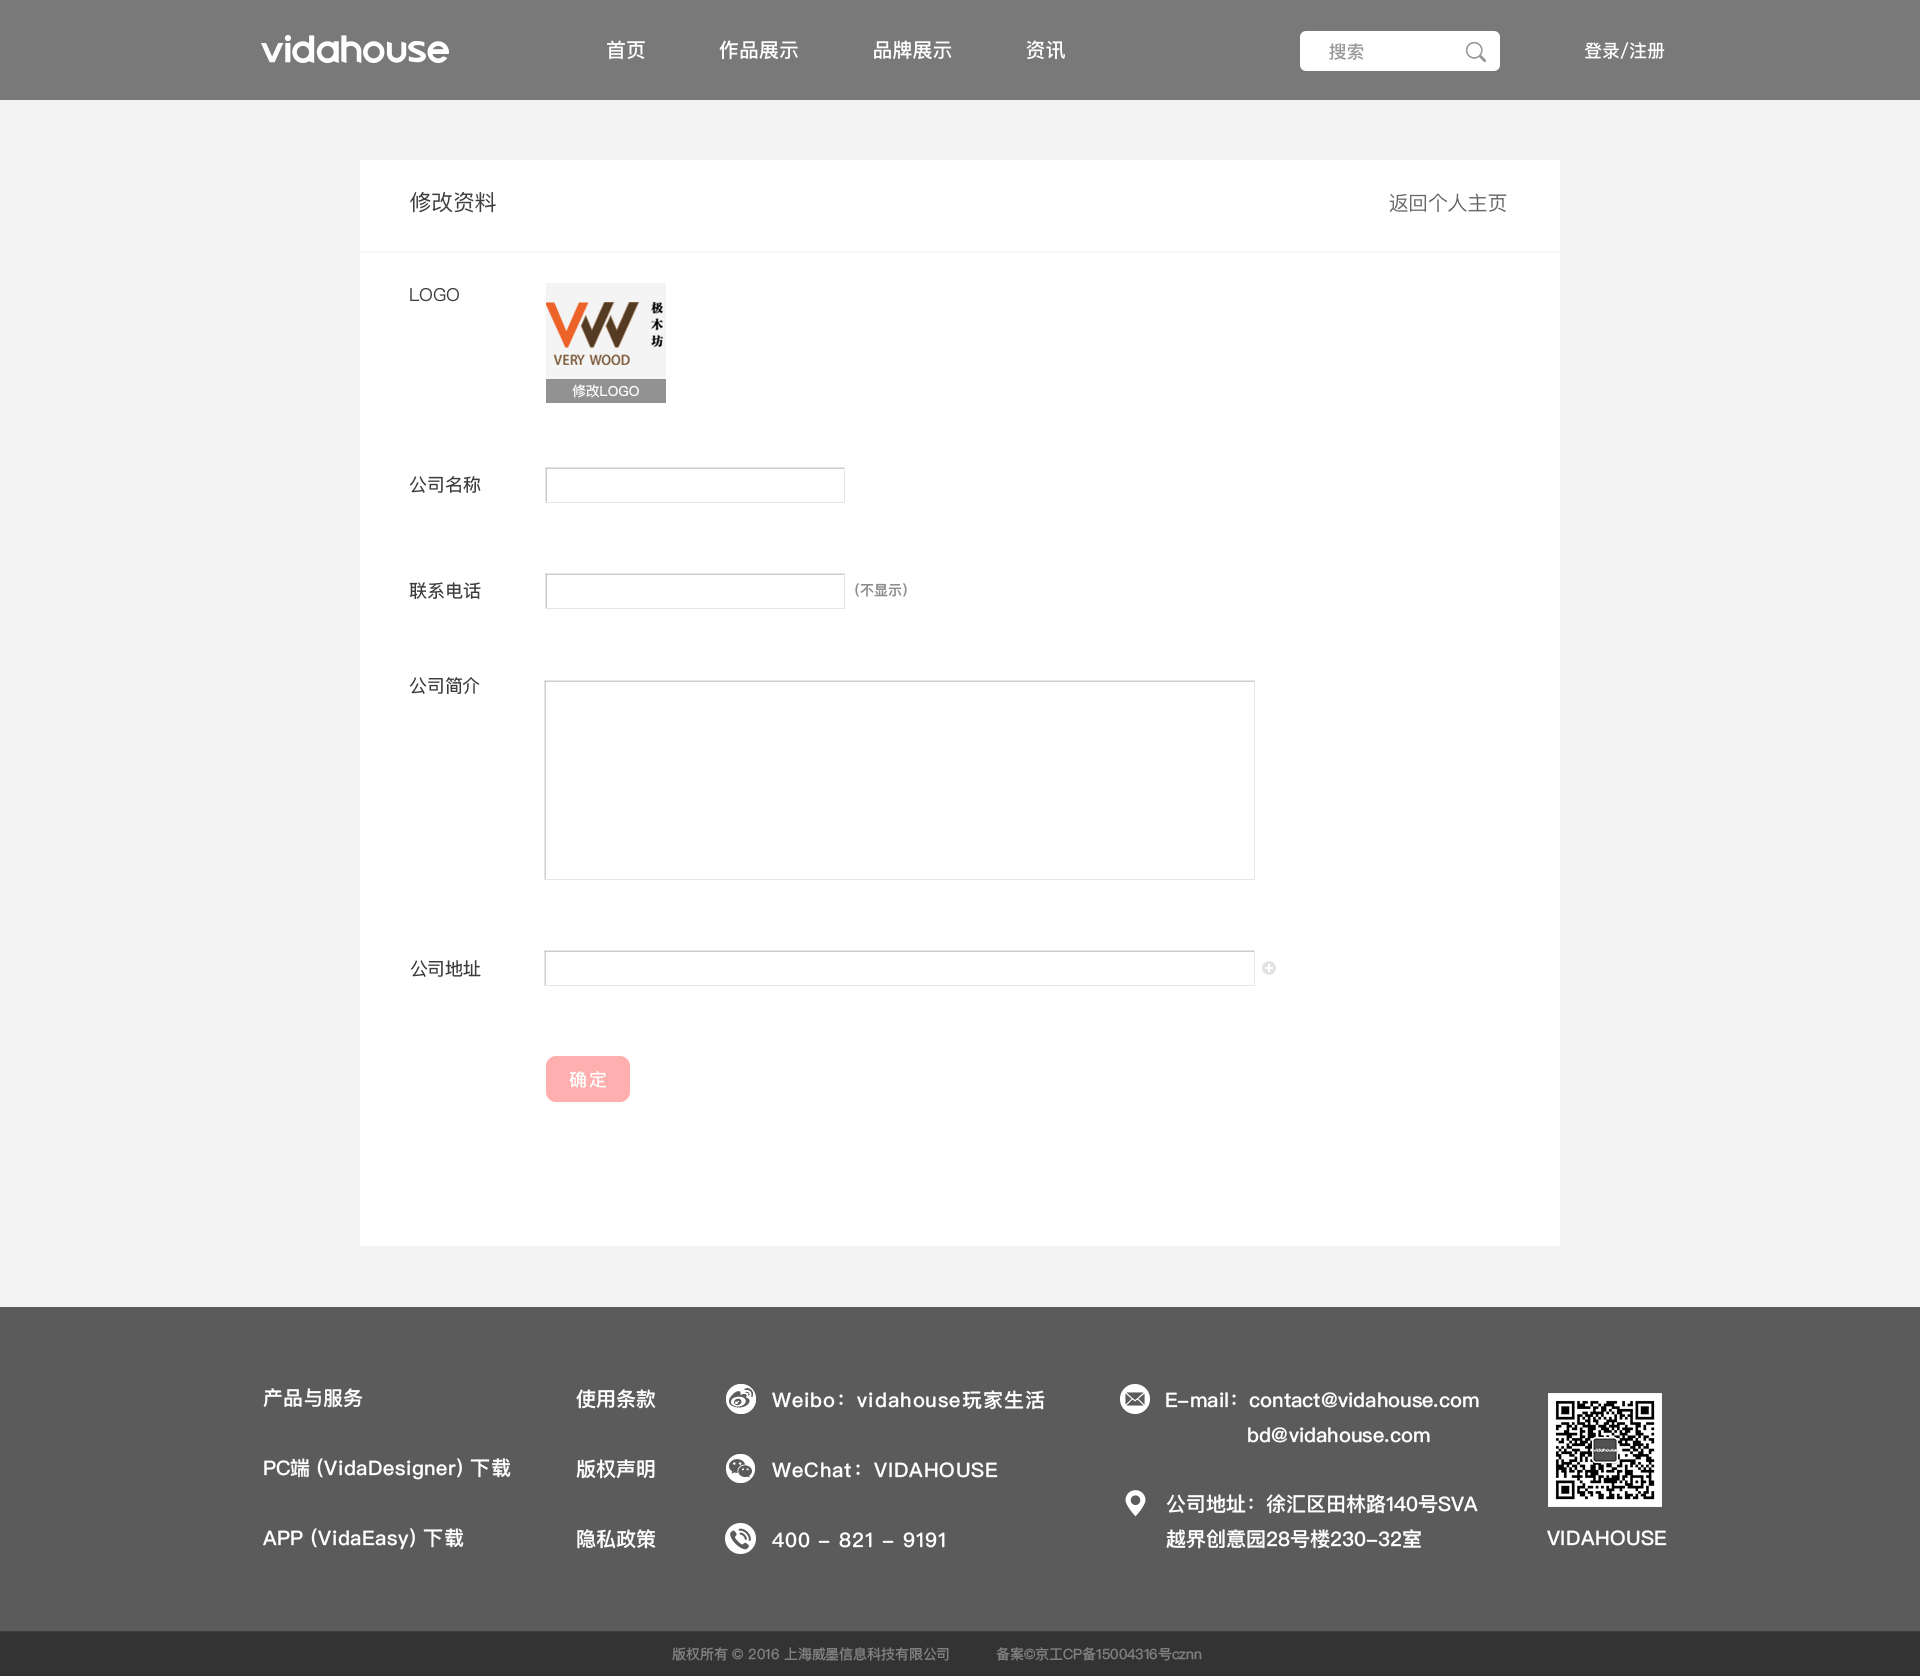 vidahouse
首页
作品展示
品牌展示
资讯
搜索
登录/注册
修改资料
返回个人主页
LOGO
极木坊
VW
VERY WOOD
修改LOGO
公司名称
联系电话
(不显示)
公司简介
公司地址
确定
产品与服务
PC端 (VidaDesigner) 下载
APP (VidaEasy) 下载
使用条款
版权声明
隐私政策
Weibo：vidahouse玩家生活
WeChat：VIDAHOUSE
400 - 821 - 9191
E-mail：contact@vidahouse.com
bd@vidahouse.com
公司地址：徐汇区田林路140号SVA
越界创意园28号楼230-32室
vidahouse
VIDAHOUSE
版权所有 © 2016 上海威墨信息科技有限公司
备案©京工CP备15004316号cznn